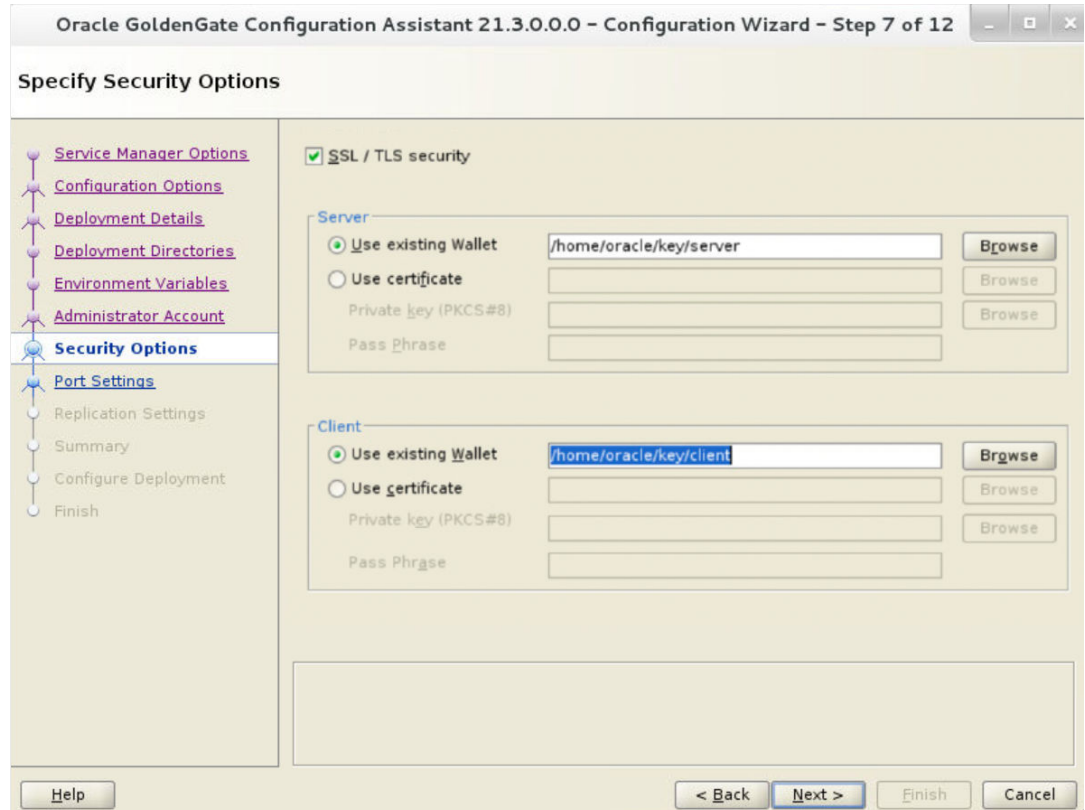 Oracle GoldenGate Configuration Assistant 21.3.0.0.0 - Configuration Wizard - Step 7 of 12
Specify Security Options
Service Manager Options
Configuration Options
Deployment Details
Deployment Directories
Environment Variables
Administrator Account
Security Options
Port Settings
Replication Settings
Summary
Configure Deployment
Finish
SSL / TLS security
Server
Use existing Wallet /home/oracle/key/server Browse
Use certificate Browse
Private key (PKCS#8) Browse
Pass Phrase
Client
Use existing Wallet /home/oracle/key/client Browse
Use certificate Browse
Private key (PKCS#8) Browse
Pass Phrase
Help < Back Next > Finish Cancel